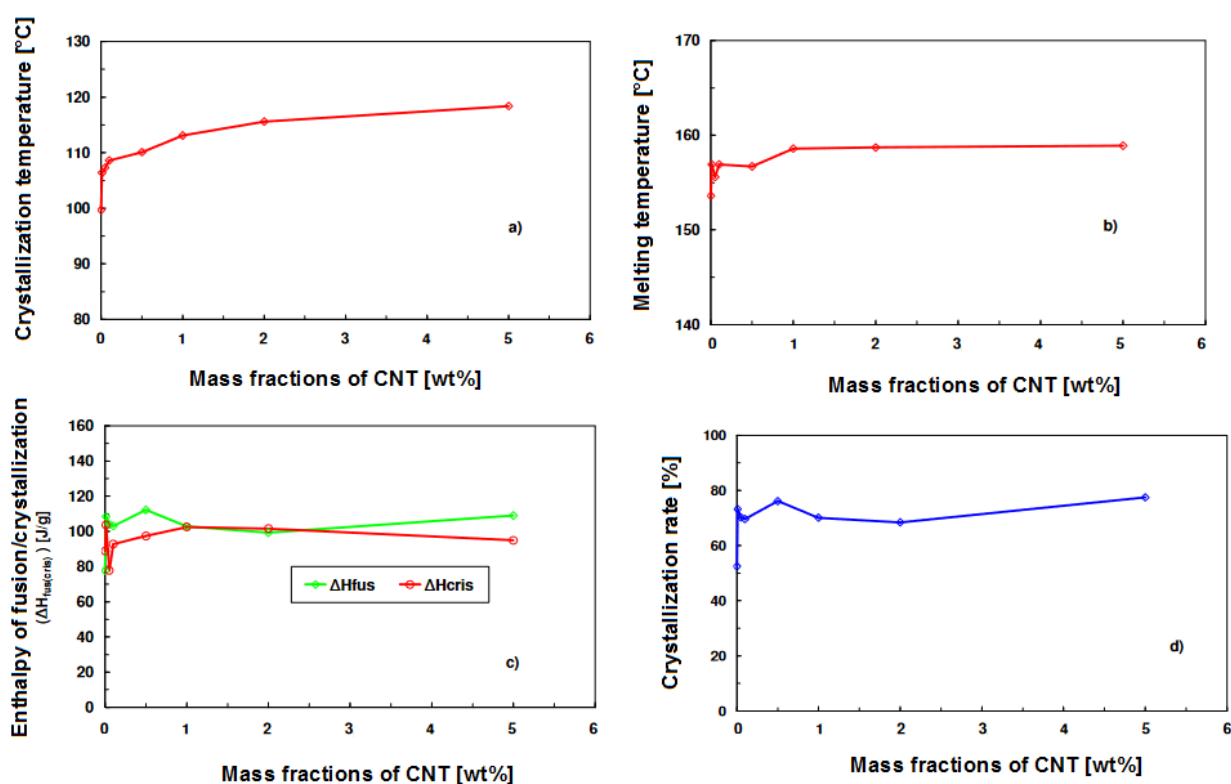 Crystallization temperature [°C]
130
120
110
100
90
80
0 1 2 3 4 5 6
a)
Mass fractions of CNT [wt%]
Melting temperature [°C]
170
160
150
140
0 1 2 3 4 5 6
b)
Mass fractions of CNT [wt%]
Enthalpy of fusion/crystallization
(ΔHfus(cris) ) [J/g]
160
140
120
100
80
60
40
20
0
0 1 2 3 4 5 6
ΔHfus ΔHcris
c)
Mass fractions of CNT [wt%]
Crystallization rate [%]
100
80
60
40
20
0
0 1 2 3 4 5 6
d)
Mass fractions of CNT [wt%]